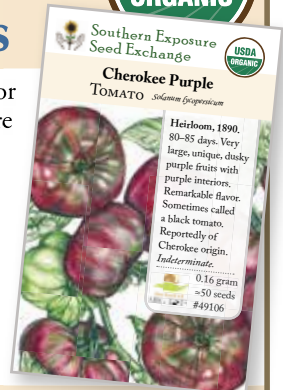 ORGANIC
s
or
re
Southern Exposure
Seed Exchange
USDA
ORGANIC
Cherokee Purple
TOMATO Solanum lycopersicum
Heirloom, 1890.
80–85 days. Very
large, unique, dusky
purple fruits with
purple interiors.
Remarkable flavor.
Sometimes called
a black tomato.
Reportedly of
Cherokee origin.
Indeterminate.
0.16 gram
≈50 seeds
#49106